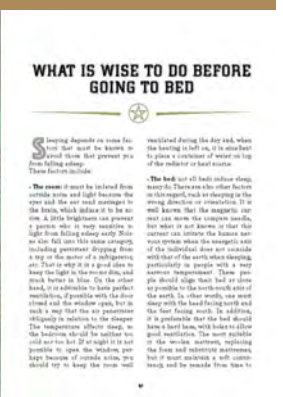 WHAT IS WISE TO DO BEFORE
GOING TO BED
Sleeping depends on some fac-
tors that must be known to
avoid them that prevent you
from falling asleep.
These factors include:
- The room: it must be isolated from
outside noise and light because the
eyes and the ear send messages to
the brain, which induce it to be ac-
tive. A little brightness can prevent
a person who is very sensitive to
light from falling asleep early. Nois-
es also fall into this same category,
including persistent dripping from
a tap or the motor of a refrigerator,
etc. That is why it is a good idea to
keep the light in the room dim, and
much better in blue. On the other
hand, it is advisable to have perfect
ventilation, if possible with the door
closed and the window open, but in
such a way that the air penetrates
obliquely in relation to the sleeper.
The temperature affects sleep, so
the bedroom should be neither too
cold nor too hot. If at night it is not
possible to open the window, per-
haps because of outside noise, you
should try to keep the room well
ventilated during the day and, when
the heating is left on, it is excellent
to place a container of water on top
of the radiator or heat source.
- The bed: not all beds induce sleep,
many do. There are also other factors
in this regard, such as sleeping in the
wrong direction or orientation. It is
well known that the magnetic cur-
rent can move the compass needle,
but what is not known is that this
current can irritate the human ner-
vous system when the energetic axis
of the individual does not coincide
with that of the earth when sleeping,
particularly in people with a very
nervous temperament. These peo-
ple should align their bed as close
as possible to the north-south axis of
the earth. In other words, one must
sleep with the head facing north and
the feet facing south. In addition,
it is preferable that the bed should
have a hard base, with holes to allow
good ventilation. The most suitable
is the woolen mattress, replacing
the foam and substitute mattresses,
but it must maintain a soft consis-
tency, and be remade from time to